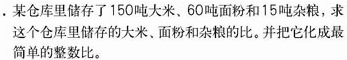 ．某仓库里储存了150吨大米、60吨面粉和15吨杂粮，求
这个仓库里储存的大米、面粉和杂粮的比。并把它化成最
简单的整数比。